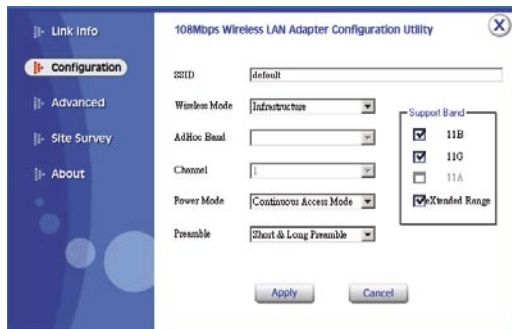 Link Info
Configuration
Advanced
Site Survey
About
108Mbps Wireless LAN Adapter Configuration Utility
X
SSID
default
Wireless Mode
Infrastructure
AdHoc Band
Channel
1
Power Mode
Continuous Access Mode
Preamble
Short & Long Preamble
Support Band
11B
11G
11A
eXtended Range
Apply
Cancel